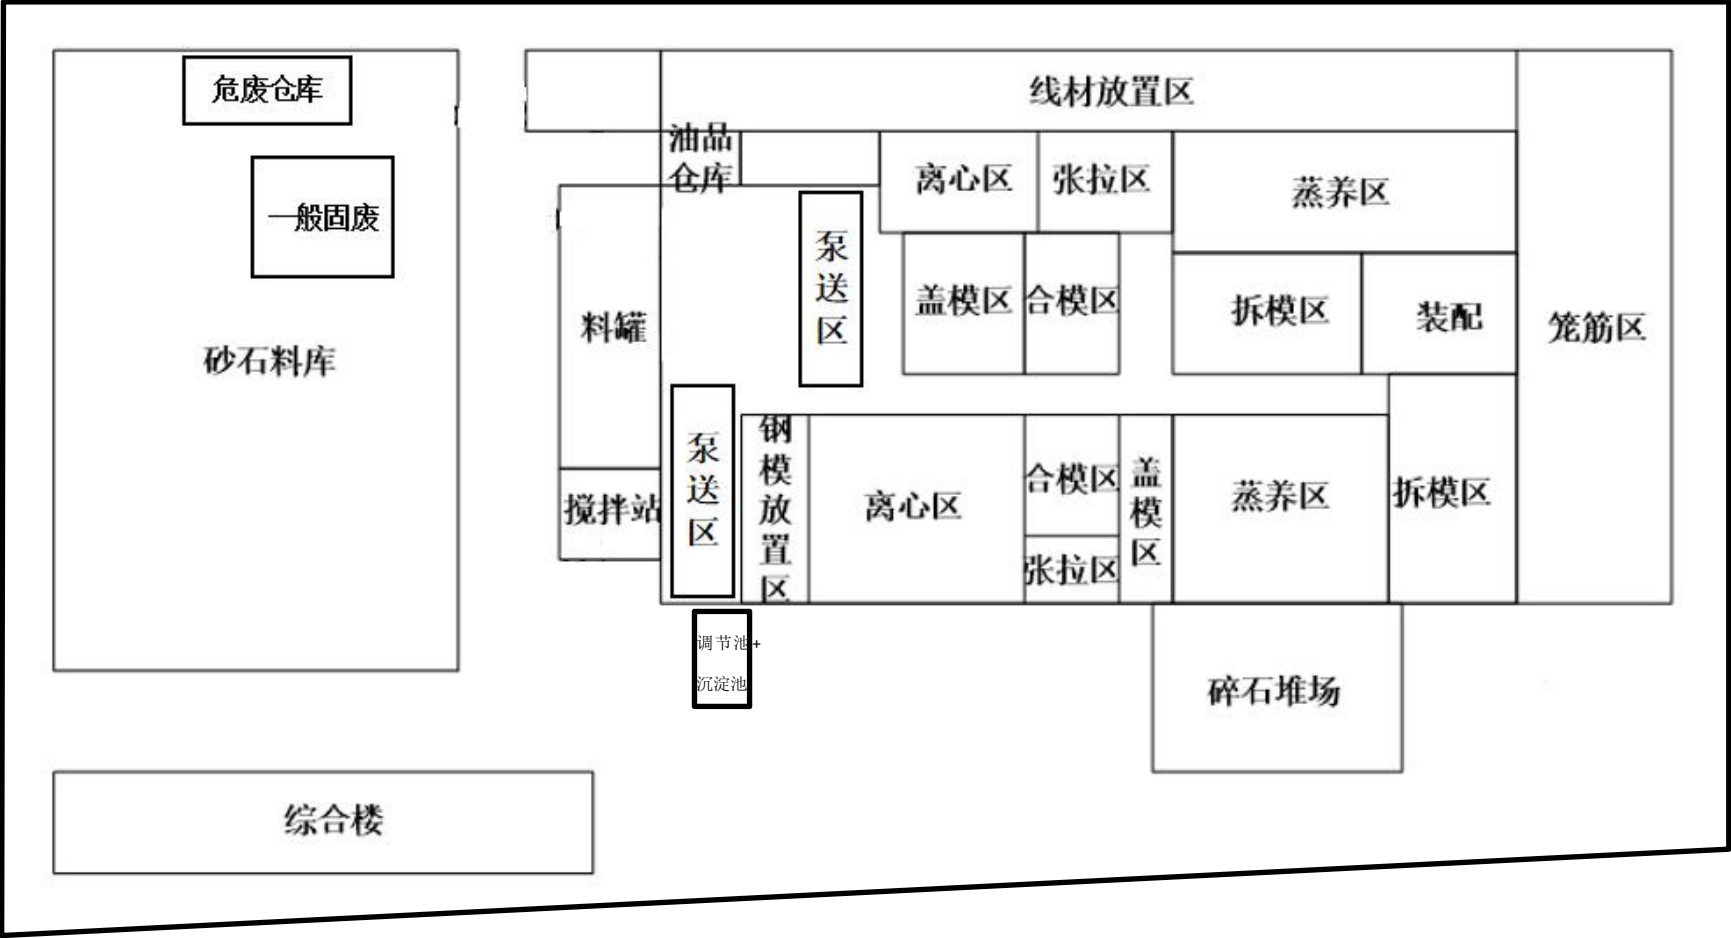 危废仓库
一般固废
砂石料库
综合楼
线材放置区
油品
仓库
离心区
张拉区
蒸养区
泵
送
区
盖模区
合模区
拆模区
装配
笼筋区
料罐
搅拌站
泵
送
区
钢
模
放
置
区
离心区
合模区
张拉区
盖
模
区
蒸养区
拆模区
调节池+
沉淀池
碎石堆场